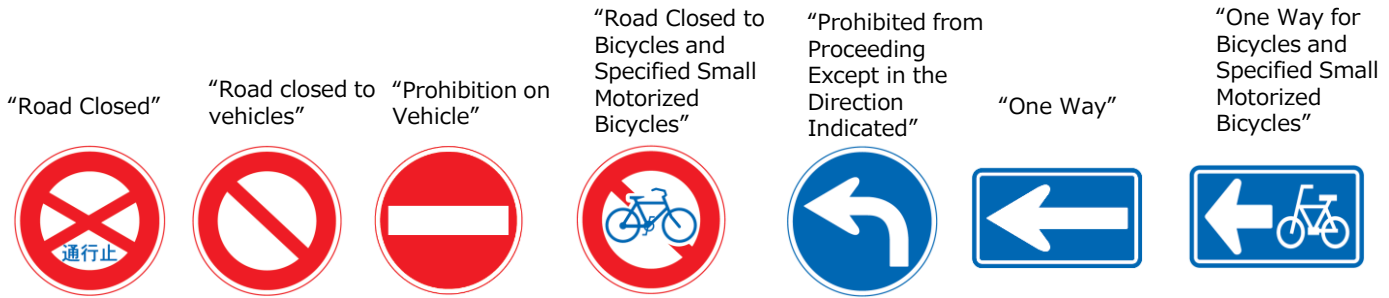 “Road Closed”
“Road closed to
vehicles”
“Prohibition on
Vehicle”
“Road Closed to
Bicycles and
Specified Small
Motorized
Bicycles”
“Prohibited from
Proceeding
Except in the
Direction
Indicated”
“One Way”
“One Way for
Bicycles and
Specified Small
Motorized
Bicycles”
通行止